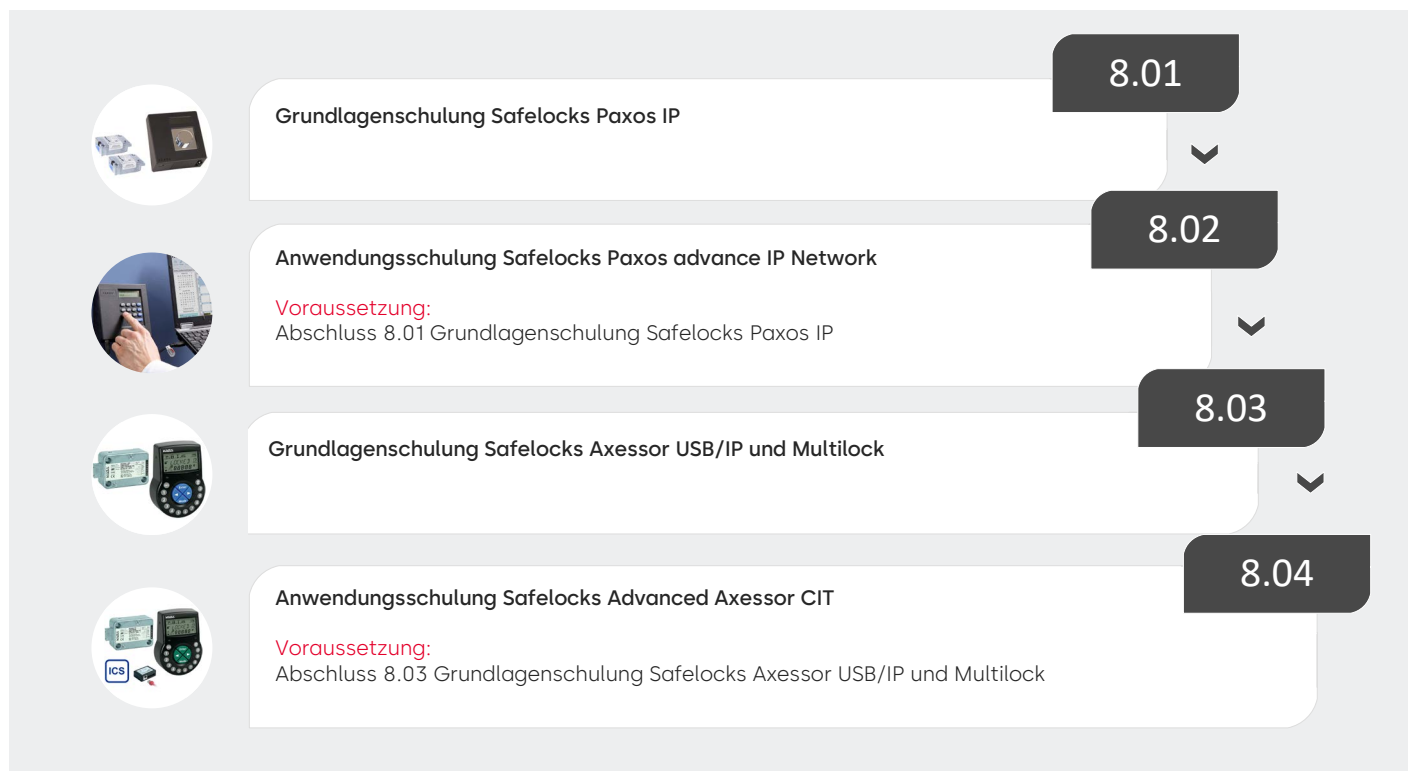 8.01
Grundlagenschulung Safelocks Paxos IP
8.02
Anwendungsschulung Safelocks Paxos advance IP Network
Voraussetzung:
Abschluss 8.01 Grundlagenschulung Safelocks Paxos IP
8.03
Grundlagenschulung Safelocks Axessor USB/IP und Multilock
8.04
Anwendungsschulung Safelocks Advanced Axessor CIT
Voraussetzung:
Abschluss 8.03 Grundlagenschulung Safelocks Axessor USB/IP und Multilock
ICS